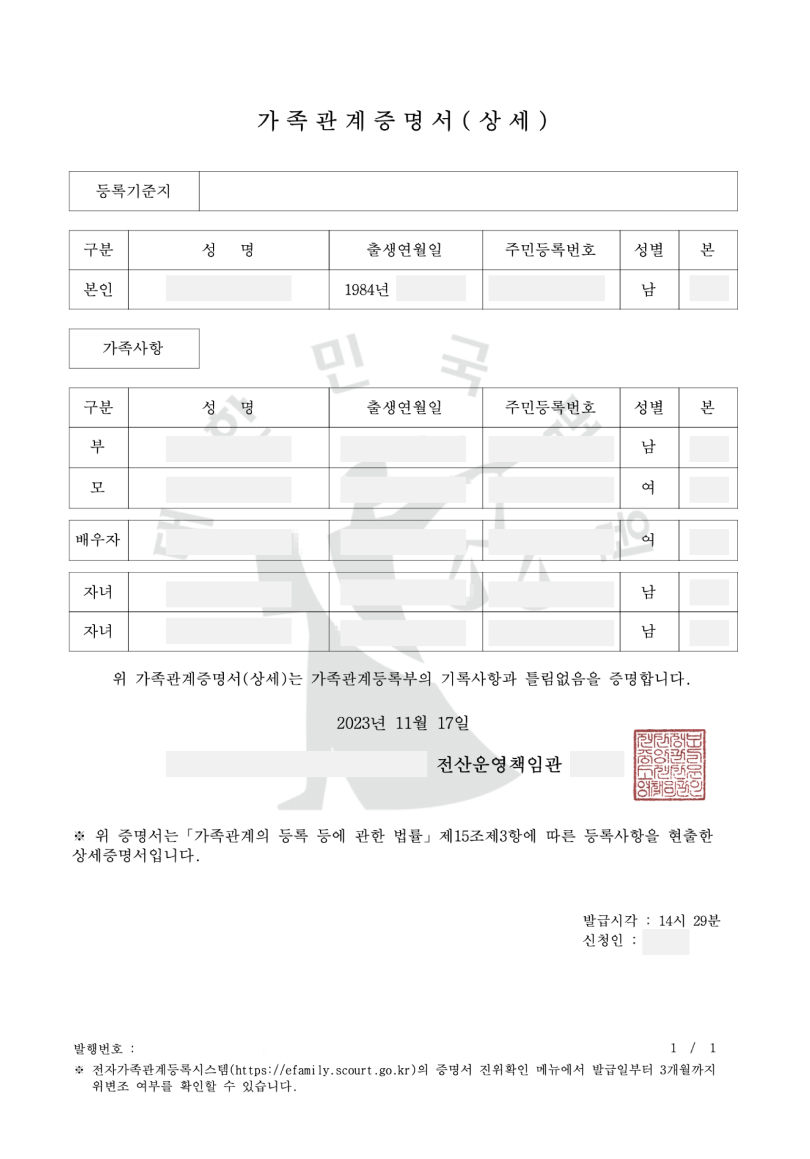 가족관계증명서(상세)
등록기준지
구분 성 명 출생연월일 주민등록번호 성별 본
본인 1984년 남
가족사항
구분 성 명 출생연월일 주민등록번호 성별 본
부 남
모 여
배우자 여
자녀 남
자녀 남
대한민국법원
위 가족관계증명서(상세)는 가족관계등록부의 기록사항과 틀림없음을 증명합니다.
2023년 11월 17일
전산운영책임관
※ 위 증명서는「가족관계의 등록 등에 관한 법률」제15조제3항에 따른 등록사항을 현출한
상세증명서입니다.
발급시각 : 14시 29분
신청인 :
발행번호 : 1 / 1
※ 전자가족관계등록시스템(https://efamily.scourt.go.kr)의 증명서 진위확인 메뉴에서 발급일부터 3개월까지
위변조 여부를 확인할 수 있습니다.